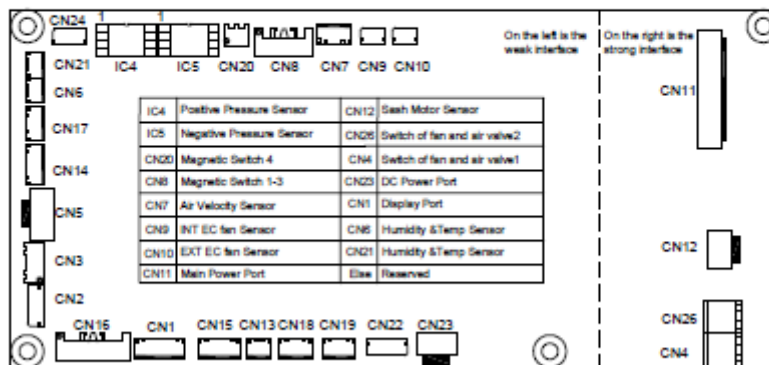 CN24
1
1
IC4
IC5
CN20
CN8
CN7
CN9
CN10
On the left is the
weak interface
On the right is the
strong interface
CN11
CN21
CN6
CN17
CN14
CN5
CN3
CN2
IC4 Positive Pressure Sensor CN12 Sash Motor Sensor
IC5 Negative Pressure Sensor CN26 Switch of fan and air valve2
CN20 Magnetic Switch 4 CN4 Switch of fan and air valve1
CN8 Magnetic Switch 1-3 CN23 DC Power Port
CN7 Air Velocity Sensor CN1 Display Port
CN9 INT EC fan Sensor CN6 Humidity &Temp Sensor
CN10 EXT EC fan Sensor CN21 Humidity &Temp Sensor
CN11 Main Power Port Else Reserved
CN12
CN26
CN4
CN16
CN1
CN15
CN13
CN18
CN19
CN22
CN23